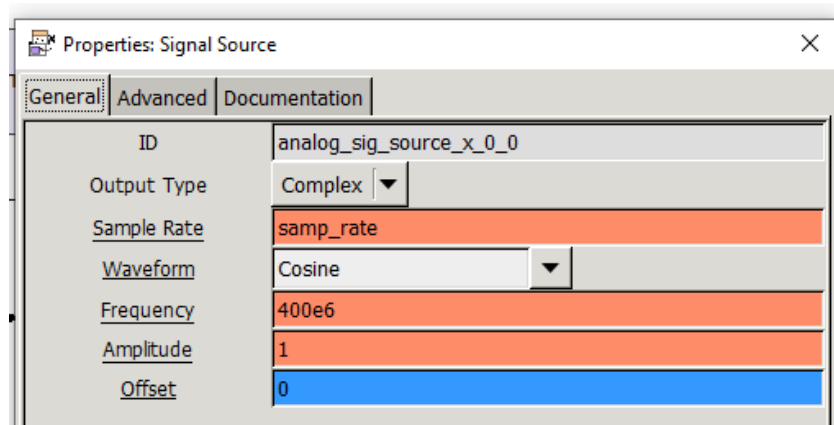 Properties: Signal Source
General Advanced Documentation
ID analog_sig_source_x_0_0
Output Type Complex
Sample Rate samp_rate
Waveform Cosine
Frequency 400e6
Amplitude 1
Offset 0